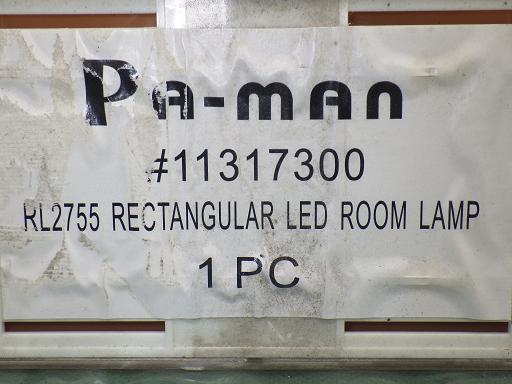 Pa-man
#11317300
RL2755 RECTANGULAR LED ROOM LAMP
1 PC